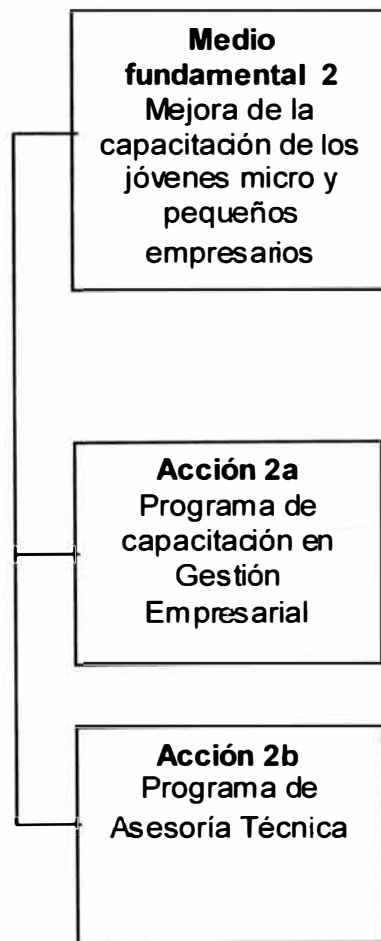 Medio
fundamental 2
Mejora de la
capacitación de los
jóvenes micro y
pequeños
empresarios
Acción 2a
Programa de
capacitación en
Gestión
Empresarial
Acción 2b
Programa de
Asesoría Técnica